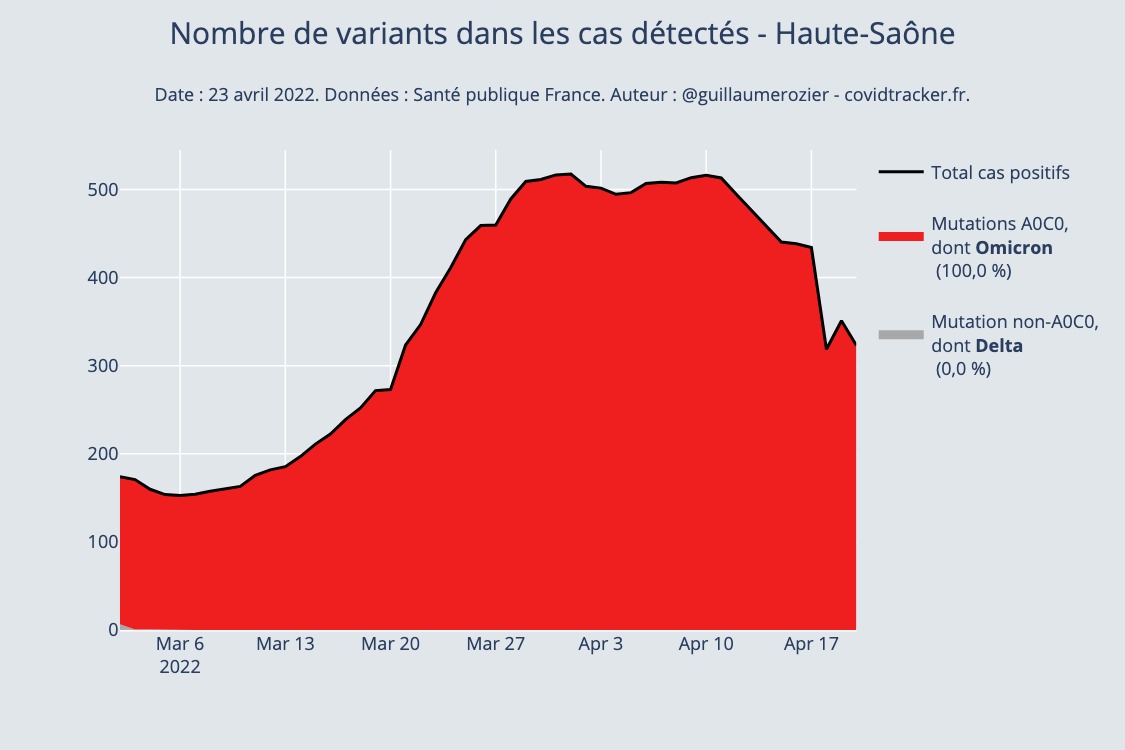 Nombre de variants dans les cas détectés - Haute-Saône
Date : 23 avril 2022. Données : Santé publique France. Auteur : @guillaumerozier - covidtracker.fr.
500
400
300
200
100
0
Mar 6
2022
Mar 13
Mar 20
Mar 27
Apr 3
Apr 10
Apr 17
Total cas positifs
Mutations A0C0,
dont Omicron
(100,0 %)
Mutation non-A0C0,
dont Delta
(0,0 %)